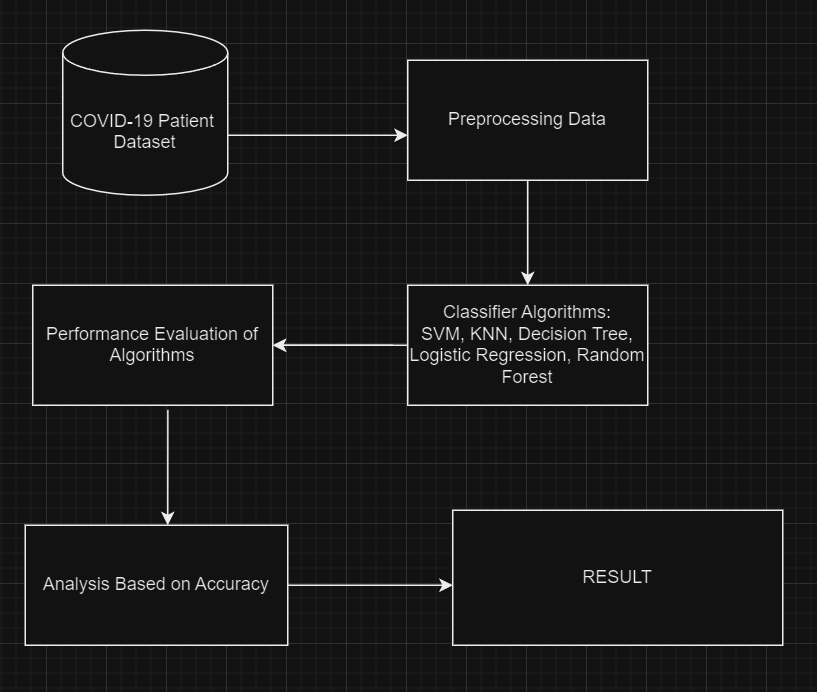 COVID-19 Patient
Dataset
Preprocessing Data
Classifier Algorithms:
SVM, KNN, Decision Tree,
Logistic Regression, Random
Forest
Performance Evaluation of
Algorithms
Analysis Based on Accuracy
RESULT